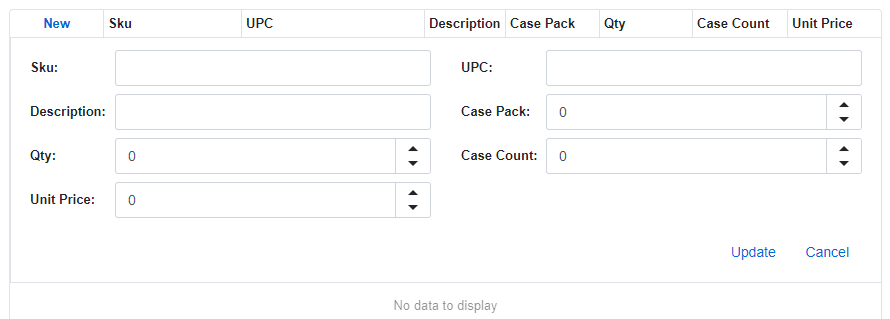 New Sku UPC Description Case Pack Qty Case Count Unit Price
Sku: UPC:
Description: Case Pack: 0
Qty: 0 Case Count: 0
Unit Price: 0
Update Cancel
No data to display